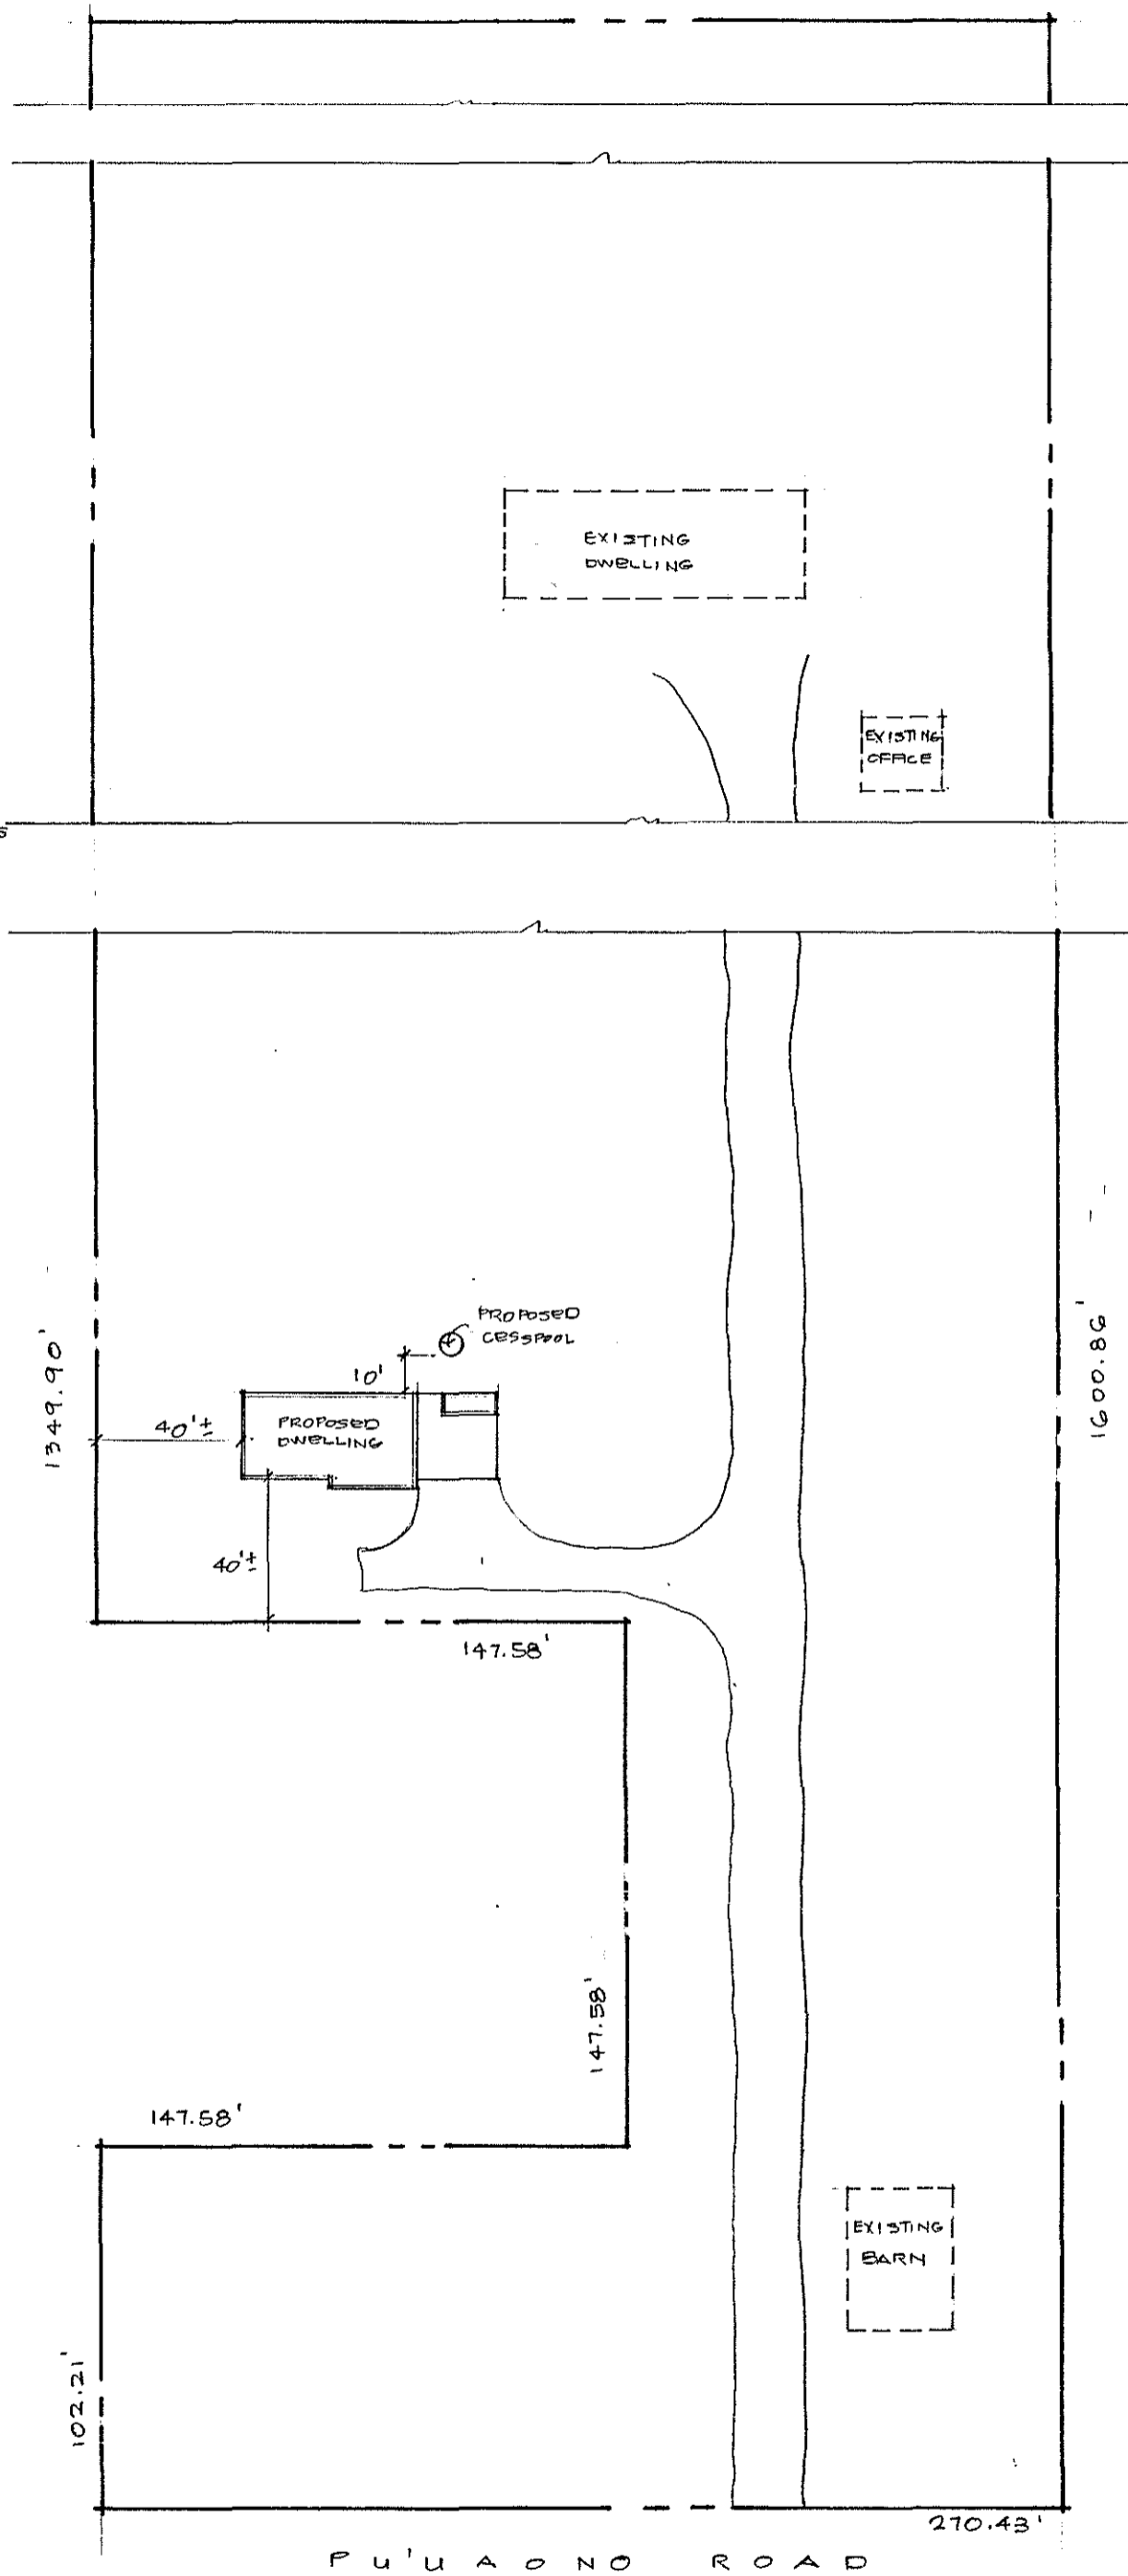 EXISTING
DWELLING
EXISTING
OFFICE
s
PROPOSED
CESSPOOL
10'
1349.90'
1600.86'
PROPOSED
DWELLING
40'±
40'±
147.58'
147.58'
147.58'
EXISTING
BARN
102.21'
270.43'
PU'UAONO ROAD